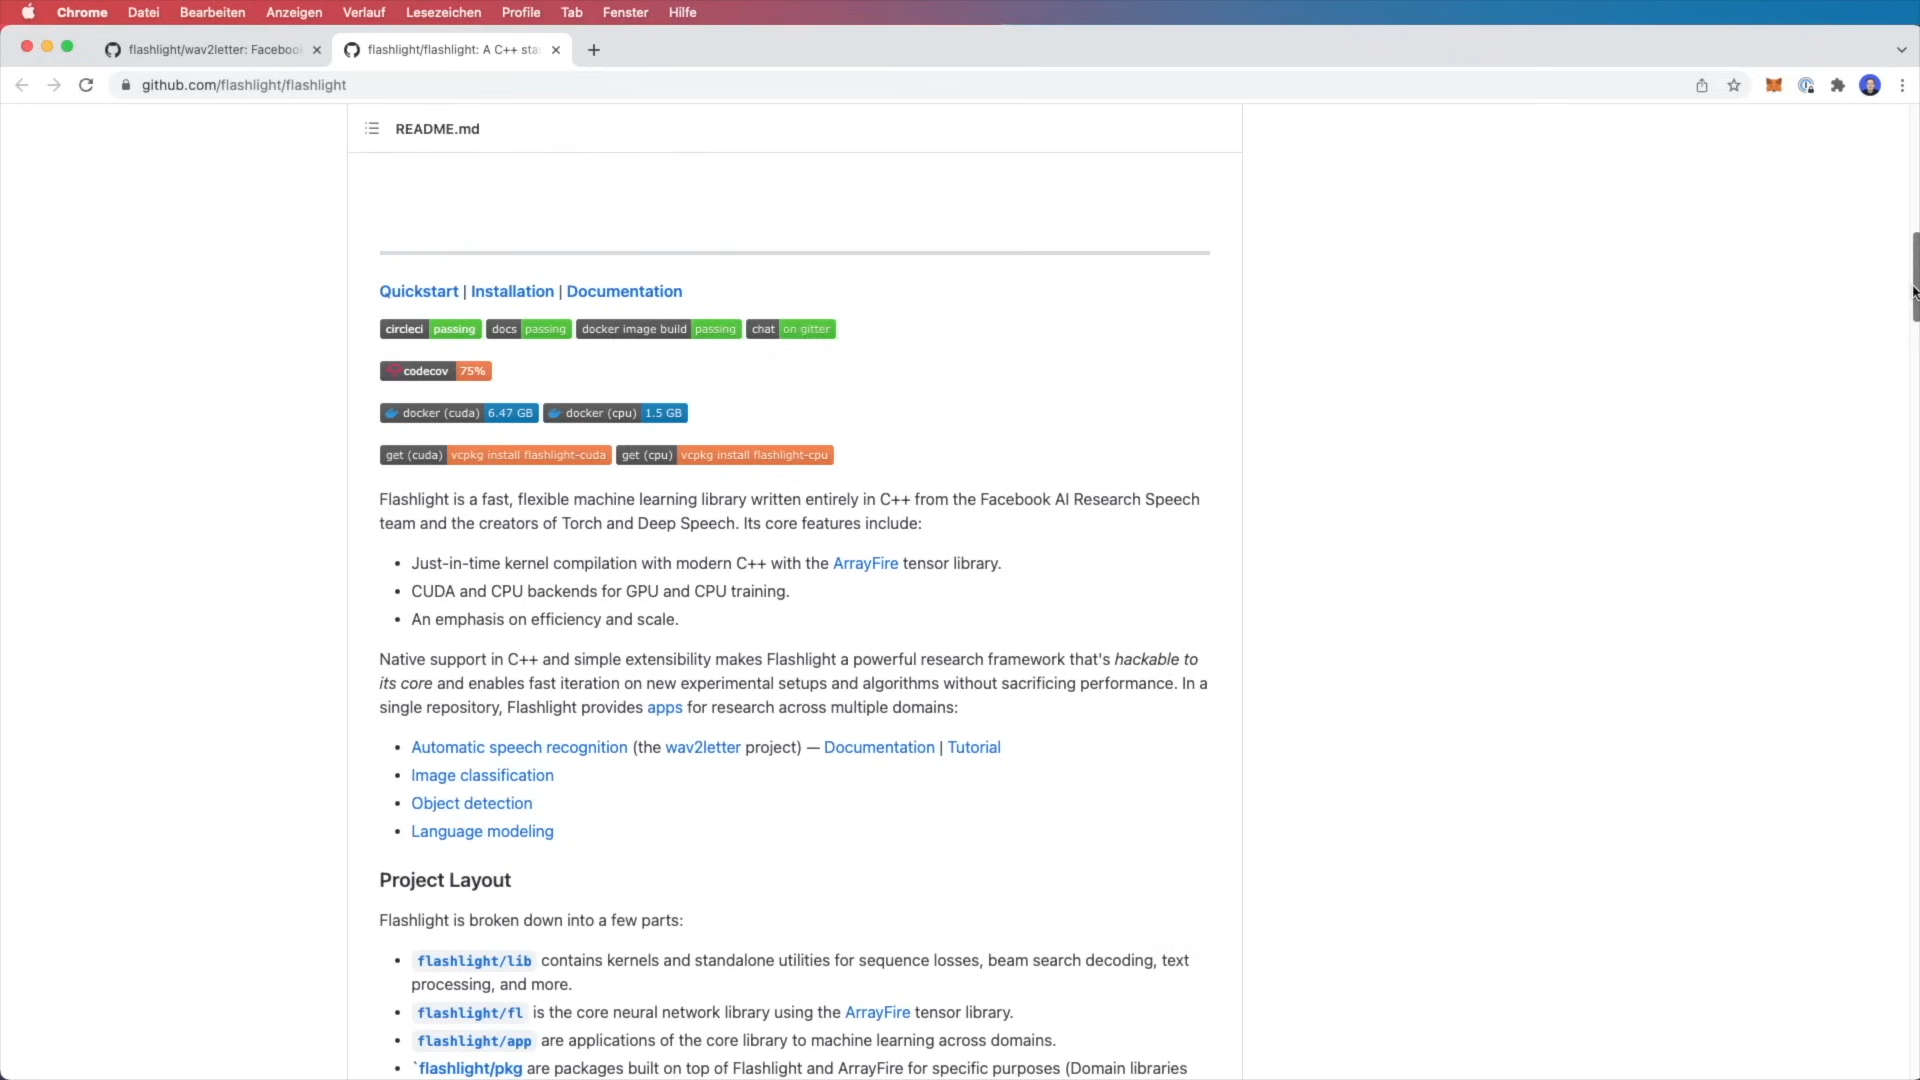 Chrome Datei Bearbeiten Anzeigen Verlauf Lesezeichen Profile Tab Fenster Hilfe
flashlight/wav2letter: Facebook
flashlight/flashlight: A C++ sta
github.com/flashlight/flashlight
README.md
Quickstart | Installation | Documentation
circleci passing docs passing docker image build passing chat on gitter
codecov 75%
docker (cuda) 6.47 GB docker (cpu) 1.5 GB
get (cuda) vcpkg install flashlight-cuda get (cpu) vcpkg install flashlight-cpu
Flashlight is a fast, flexible machine learning library written entirely in C++ from the Facebook AI Research Speech
team and the creators of Torch and Deep Speech. Its core features include:
• Just-in-time kernel compilation with modern C++ with the ArrayFire tensor library.
• CUDA and CPU backends for GPU and CPU training.
• An emphasis on efficiency and scale.
Native support in C++ and simple extensibility makes Flashlight a powerful research framework that's hackable to
its core and enables fast iteration on new experimental setups and algorithms without sacrificing performance. In a
single repository, Flashlight provides apps for research across multiple domains:
• Automatic speech recognition (the wav2letter project) — Documentation | Tutorial
• Image classification
• Object detection
• Language modeling
Project Layout
Flashlight is broken down into a few parts:
• flashlight/lib contains kernels and standalone utilities for sequence losses, beam search decoding, text
processing, and more.
• flashlight/fl is the core neural network library using the ArrayFire tensor library.
• flashlight/app are applications of the core library to machine learning across domains.
• `flashlight/pkg are packages built on top of Flashlight and ArrayFire for specific purposes (Domain libraries